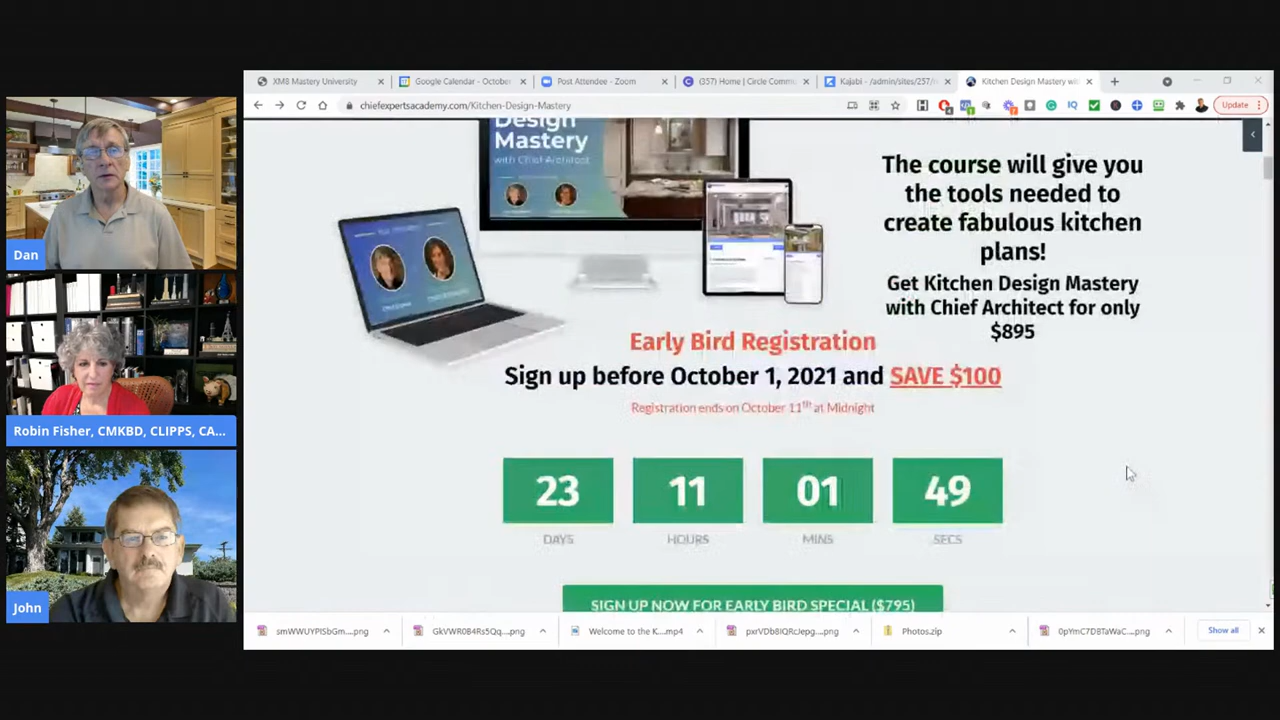 XM8 Mastery University
Google Calendar - October
Post Attendee - Zoom
(357) Home | Circle Commu
Kajabi - /admin/sites/257/
Kitchen Design Mastery wi
chiefexpertsacademy.com/Kitchen-Design-Mastery
Update
Design
Mastery
with Chief Architect
The course will give you
the tools needed to
create fabulous kitchen
plans!
Get Kitchen Design Mastery
with Chief Architect for only
$895
Early Bird Registration
Sign up before October 1, 2021 and SAVE $100
Registration ends on October 11th at Midnight
23 11 01 49
DAYS HOURS MINS SECS
SIGN UP NOW FOR EARLY BIRD SPECIAL ($795)
smWWUYPISbGm....png
GkVWR0B4Rs5Qq....png
Welcome to the K....mp4
pxrVDb8IQRcJepg....png
Photos.zip
0pYmC7DBTaWaC....png
Show all
Dan
Robin Fisher, CMKBD, CLIPPS, CA...
John